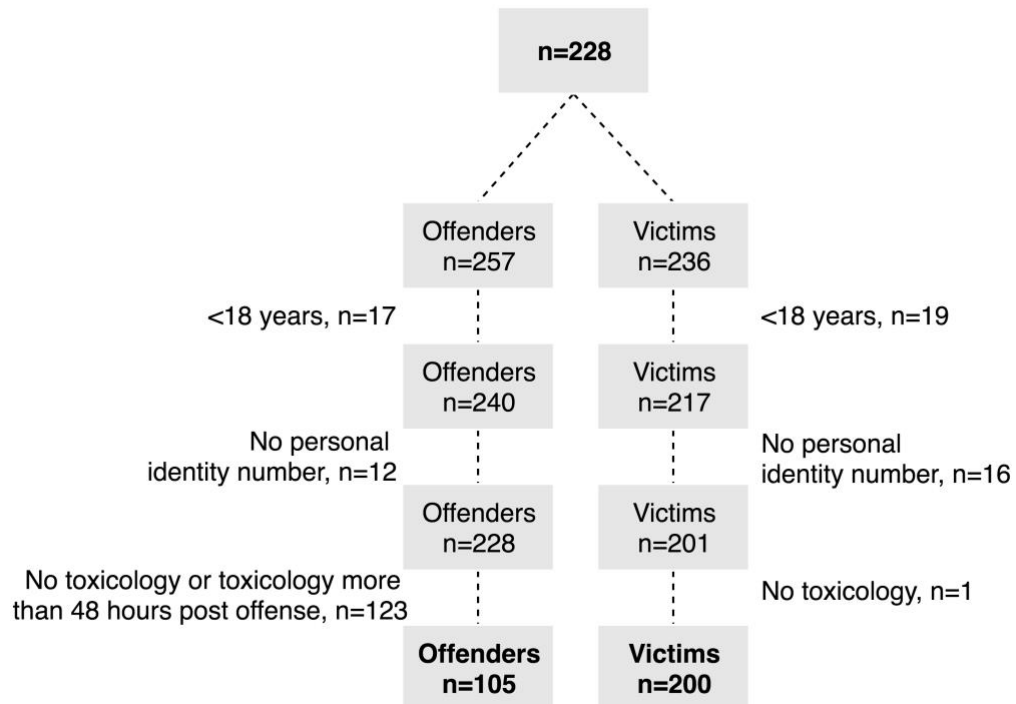 n=228
Offenders
n=257
Victims
n=236
<18 years, n=17
<18 years, n=19
Offenders
n=240
Victims
n=217
No personal
identity number, n=12
No personal
identity number, n=16
Offenders
n=228
Victims
n=201
No toxicology or toxicology more
than 48 hours post offense, n=123
No toxicology, n=1
Offenders
n=105
Victims
n=200